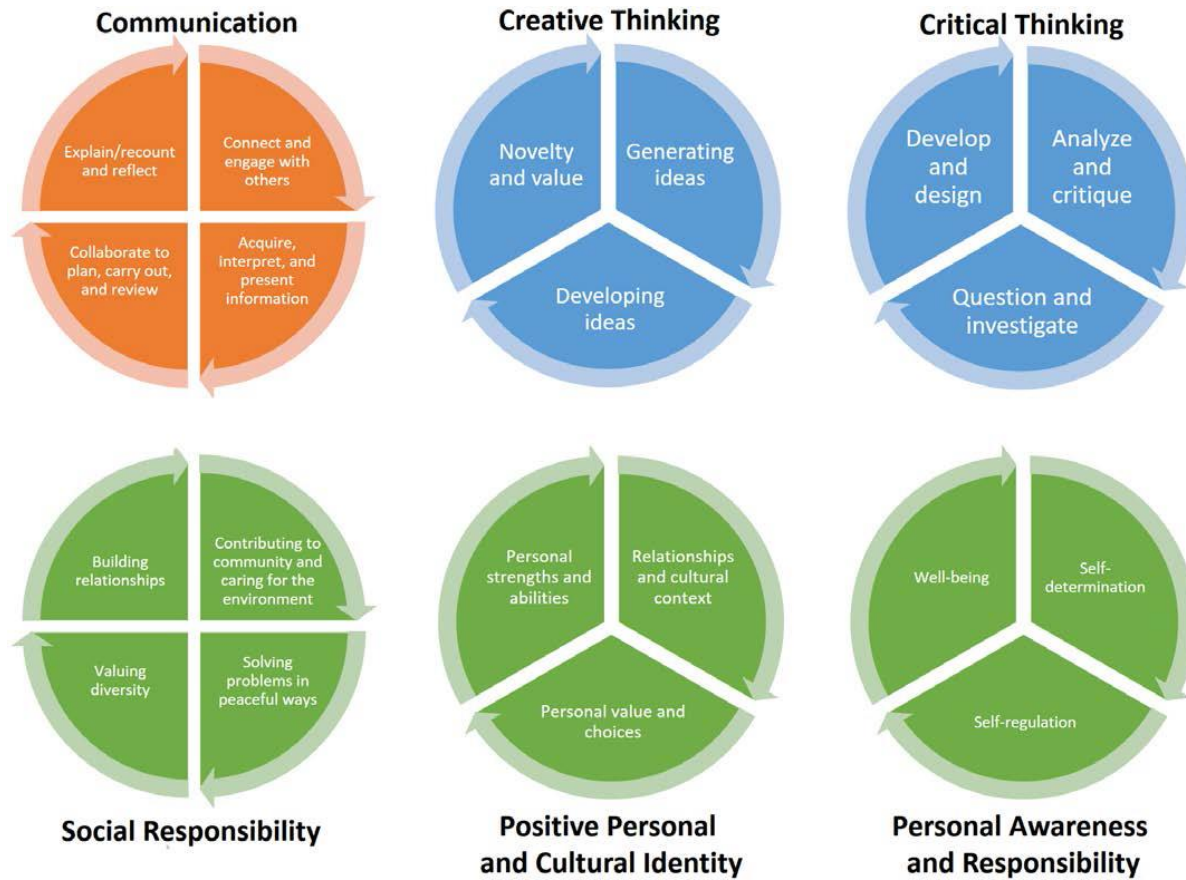 Communication
Explain/recount
and reflect
Connect and
engage with
others
Collaborate to
plan, carry out,
and review
Acquire,
interpret, and
present
information
Creative Thinking
Novelty
and value
Generating
ideas
Developing
ideas
Critical Thinking
Develop
and
design
Analyze
and
critique
Question and
investigate
Building
relationships
Contributing to
community and
caring for the
environment
Valuing
diversity
Solving
problems in
peaceful ways
Social Responsibility
Personal
strengths and
abilities
Relationships
and cultural
context
Personal value and
choices
Positive Personal
and Cultural Identity
Well-being
Self-
determination
Self-regulation
Personal Awareness
and Responsibility